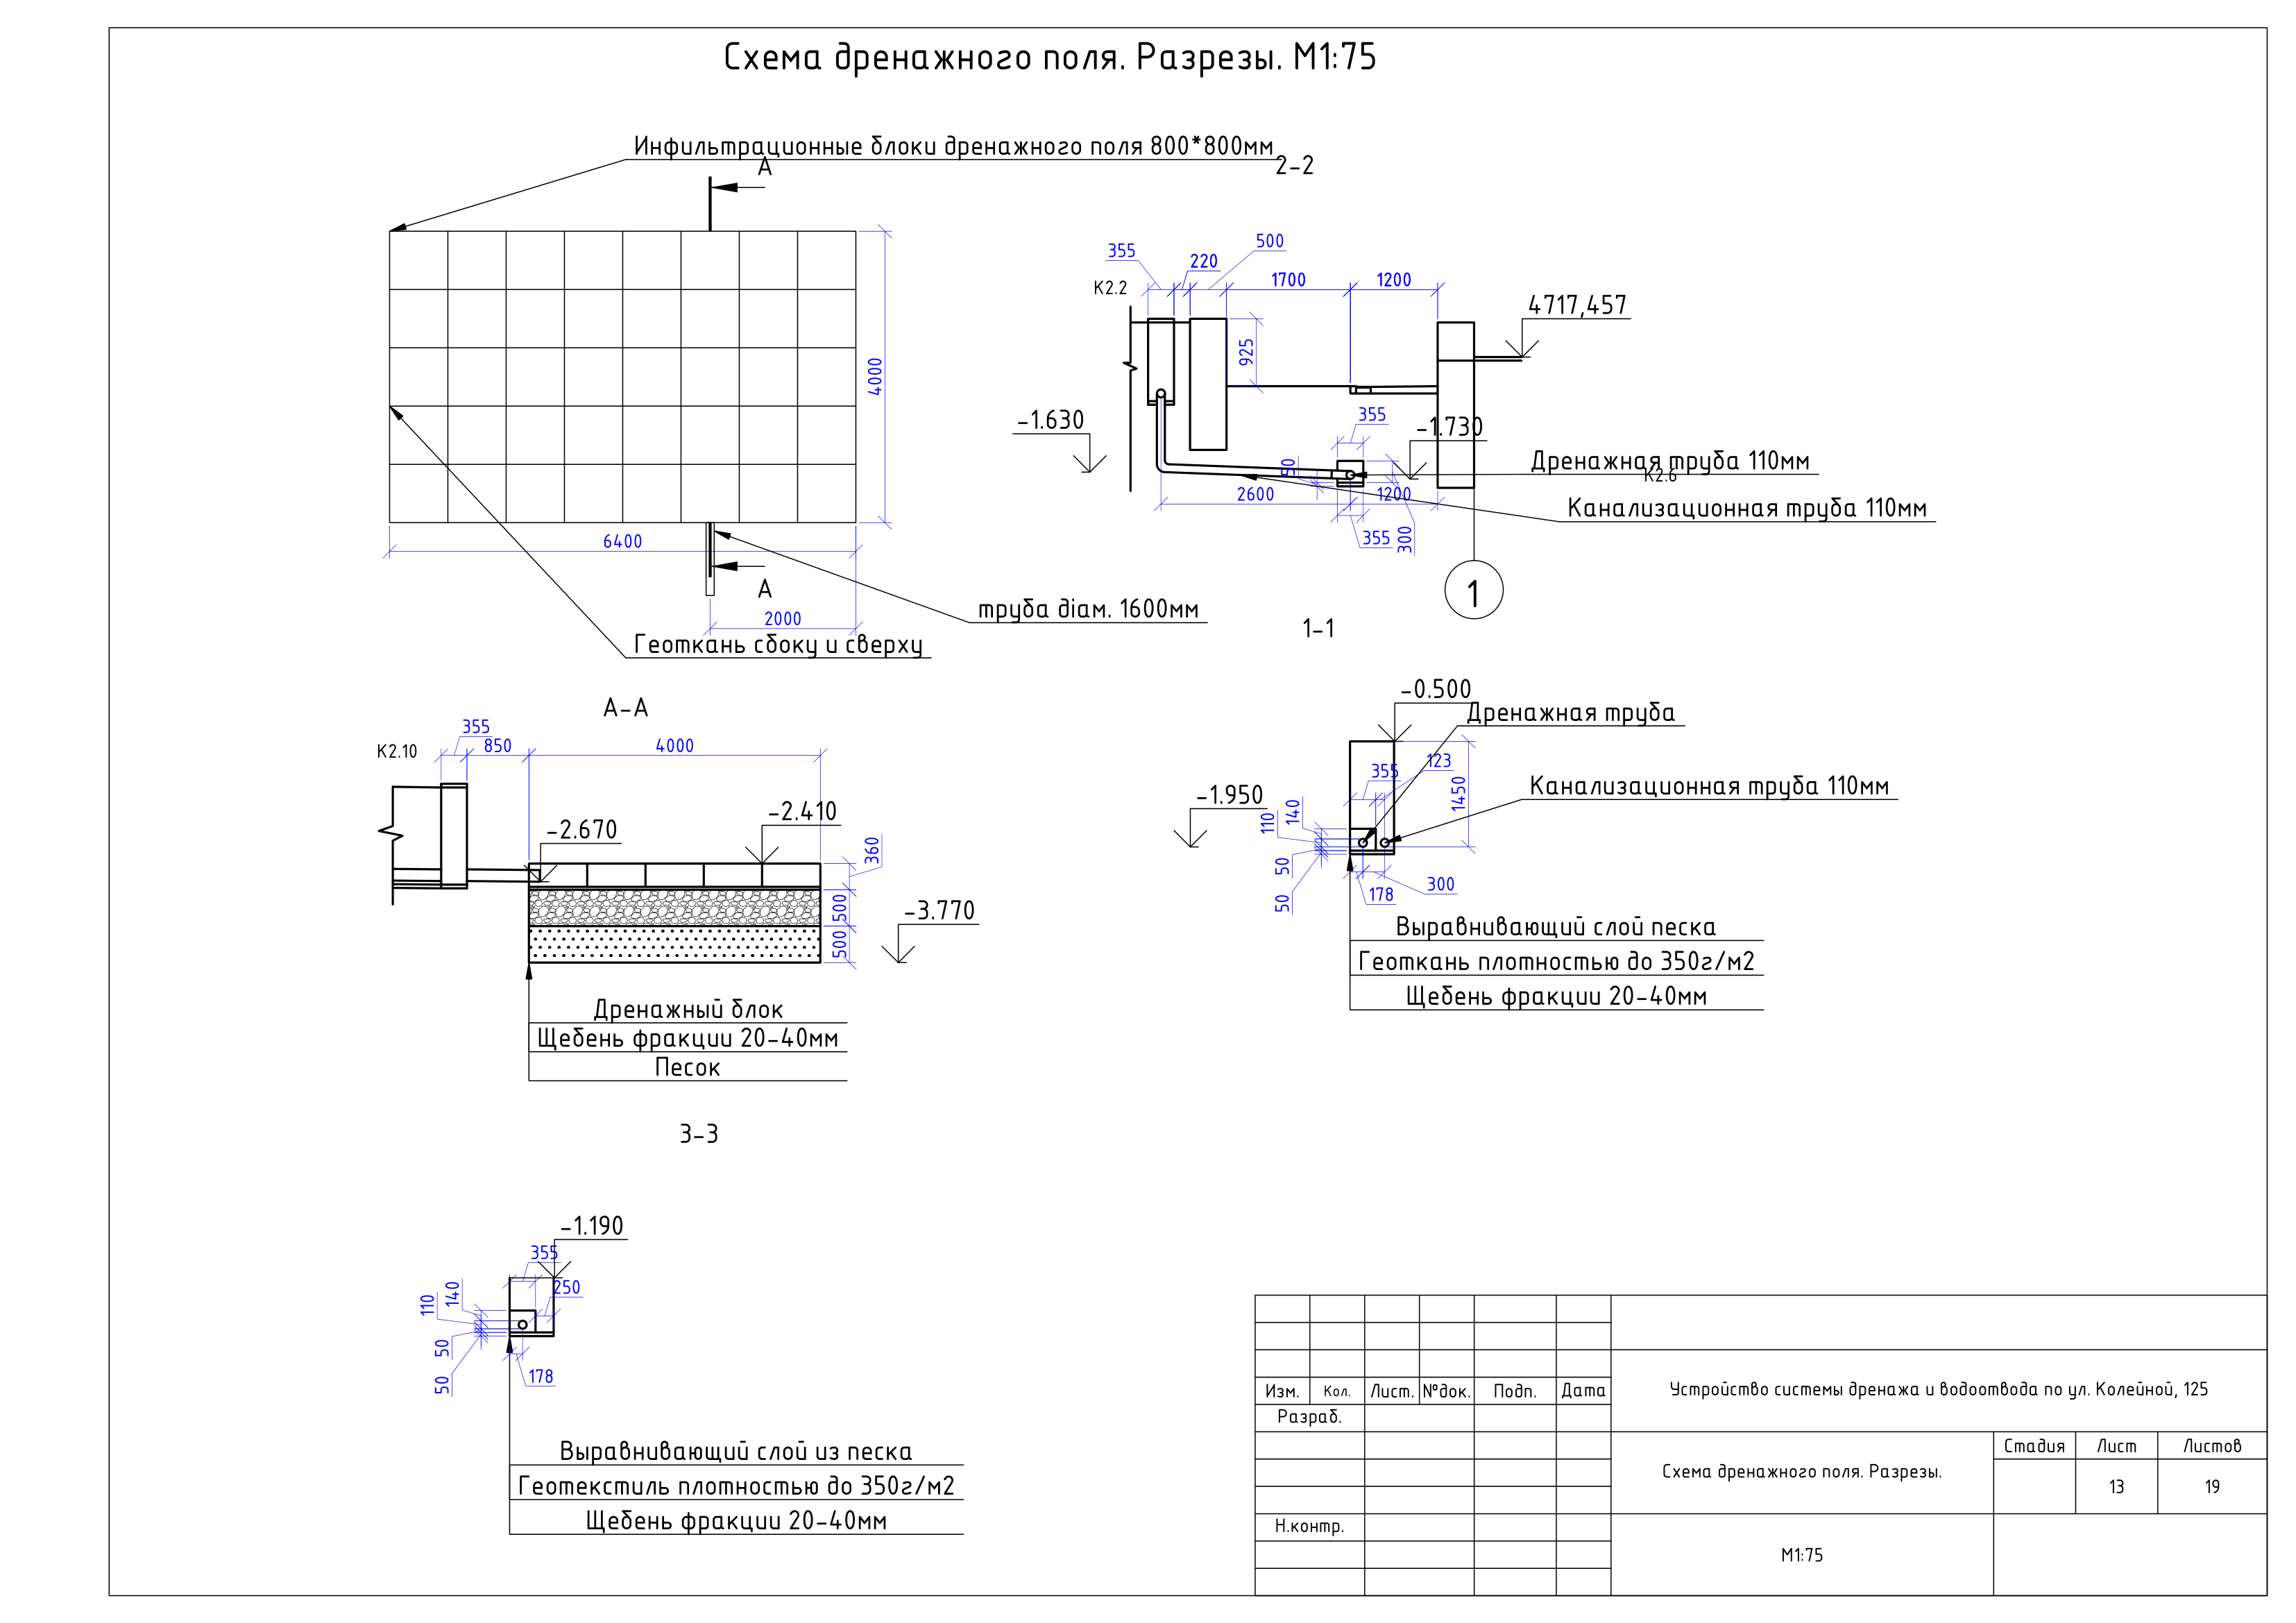 Схема дренажного поля. Разрезы. М1:75
Инфильтрационные блоки дренажного поля 800*800мм
А
4000
6400
А
2000
труба діам. 1600мм
Геоткань сбоку и сверху
2-2
355
220
500
1700
1200
К2.2
4717,457
925
-1.630
355
-1.730
50
Дренажная труба 110мм
К2.6
2600
1200
Канализационная труба 110мм
355
300
1
А-А
К2.10
355
850
4000
-2.670
-2.410
360
500
500
-3.770
Дренажный блок
Щебень фракции 20-40мм
Песок
1-1
-0.500
Дренажная труба
123
355
1450
Канализационная труба 110мм
-1.950
140
110
50
50
178
300
Выравнивающий слой песка
Геоткань плотностью до 350г/м2
Щебень фракции 20-40мм
3-3
-1.190
355
250
140
110
50
50
178
Выравнивающий слой из песка
Геотекстиль плотностью до 350г/м2
Щебень фракции 20-40мм
Изм.
Кол.
Лист.
№док.
Подп.
Дата
Разраб.
Н.контр.
Устройство системы дренажа и водоотвода по ул. Колейной, 125
Схема дренажного поля. Разрезы.
Стадия
Лист
Листов
13
19
М1:75